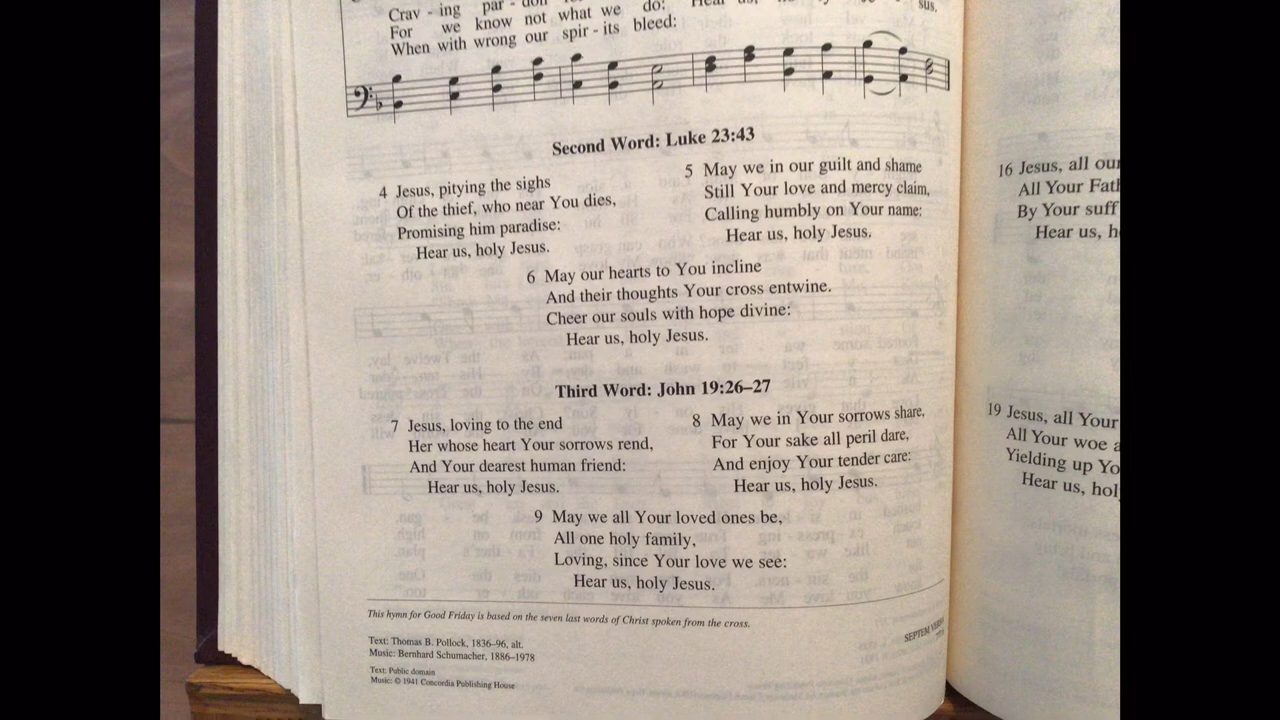 Crav - ing par - don
For we know not what we do: Hear us,
When with wrong our spir - its bleed:
sus.
Second Word: Luke 23:43
4 Jesus, pitying the sighs
Of the thief, who near You dies,
Promising him paradise:
Hear us, holy Jesus.
5 May we in our guilt and shame
Still Your love and mercy claim,
Calling humbly on Your name:
Hear us, holy Jesus.
6 May our hearts to You incline
And their thoughts Your cross entwine.
Cheer our souls with hope divine:
Hear us, holy Jesus.
Third Word: John 19:26–27
7 Jesus, loving to the end
Her whose heart Your sorrows rend,
And Your dearest human friend:
Hear us, holy Jesus.
8 May we in Your sorrows share,
For Your sake all peril dare,
And enjoy Your tender care:
Hear us, holy Jesus.
9 May we all Your loved ones be,
All one holy family,
Loving, since Your love we see:
Hear us, holy Jesus.
This hymn for Good Friday is based on the seven last words of Christ spoken from the cross.
Text: Thomas B. Pollock, 1836–96, alt.
Music: Bernhard Schumacher, 1886–1978
Text: Public domain
Music: © 1941 Concordia Publishing House
SEPTEM
16 Jesus, all our
All Your
By Your suff
Hear us, h
19 Jesus, all Your
All Your woe a
Yielding up Yo
Hear us, hol